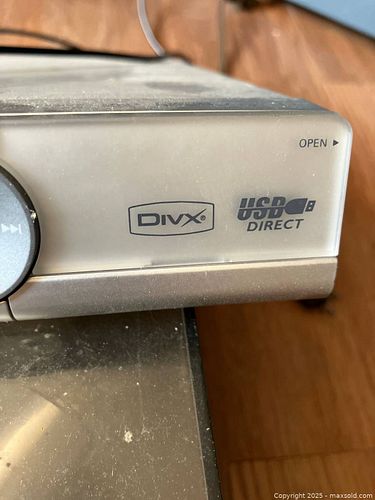 OPEN ▶
DIVX®
USB
DIRECT
Copyright 2025 - maxsold.com